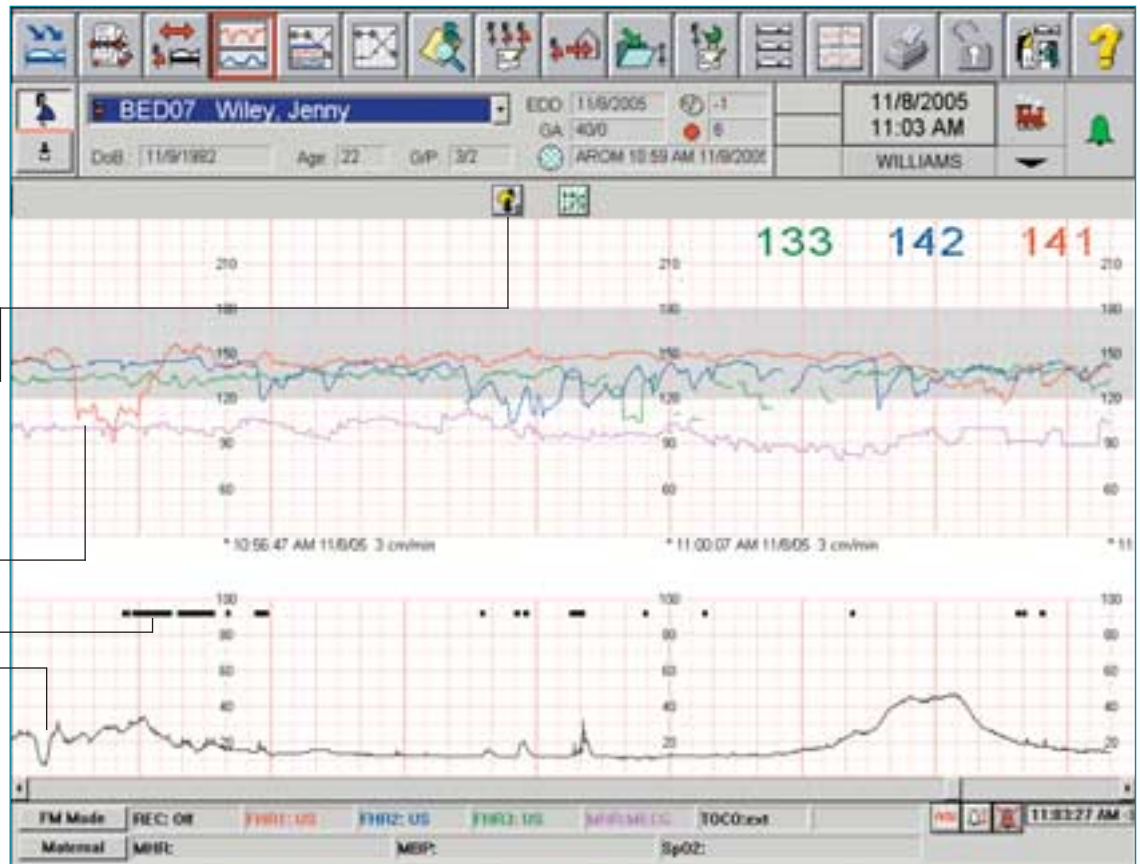 BED07 Wiley, Jenny
EDD 11/8/2005 -1
GA 40/0 6
DoB 11/9/1982 Age 22 G/P 3/2 AROM 10:59 AM 11/8/2005
11/8/2005
11:03 AM
WILLIAMS
133 142 141
210 210 210
180 180 180
150 150 150
120 120 120
90 90 90
60 60 60
* 10:56:47 AM 11/8/05 3 cm/min * 11:00:07 AM 11/8/05 3 cm/min * 11
100 100 100
80 80 80
60 60 60
40 40 40
20 20 20
FM Mode REC: Off FHR1: US FHR2: US FHR3: US MHR:MECG TOCO:ext 11:03:27 AM
Maternal MHR: MBP: SpO2: